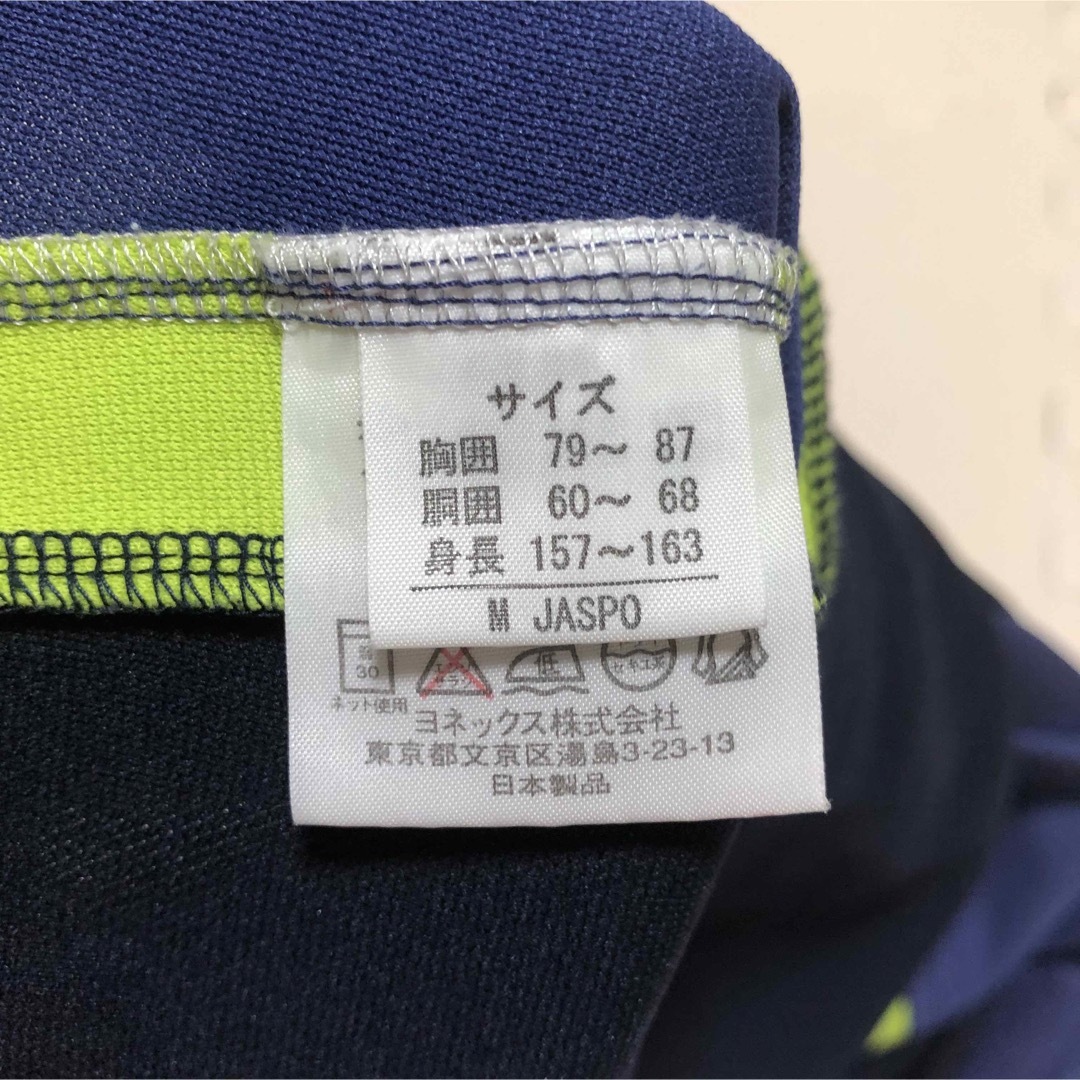 サイズ
胸囲 79～ 87
胴囲 60～ 68
身長 157～163
M JASPO
30 低
ネット使用
ヨネックス株式会社
東京都文京区湯島3-23-13
日本製品